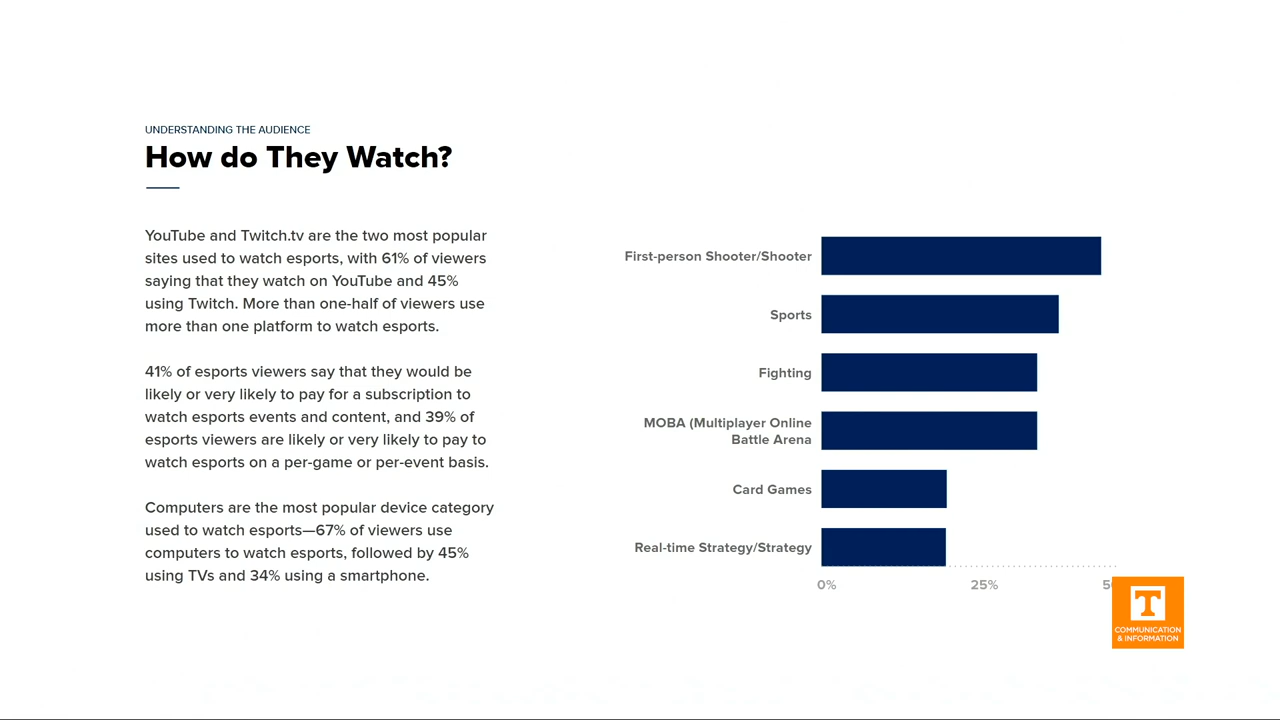 UNDERSTANDING THE AUDIENCE
How do They Watch?
YouTube and Twitch.tv are the two most popular
sites used to watch esports, with 61% of viewers
saying that they watch on YouTube and 45%
using Twitch. More than one-half of viewers use
more than one platform to watch esports.
41% of esports viewers say that they would be
likely or very likely to pay for a subscription to
watch esports events and content, and 39% of
esports viewers are likely or very likely to pay to
watch esports on a per-game or per-event basis.
Computers are the most popular device category
used to watch esports—67% of viewers use
computers to watch esports, followed by 45%
using TVs and 34% using a smartphone.
First-person Shooter/Shooter
Sports
Fighting
MOBA (Multiplayer Online
Battle Arena
Card Games
Real-time Strategy/Strategy
0%
25%
T
COMMUNICATION
& INFORMATION